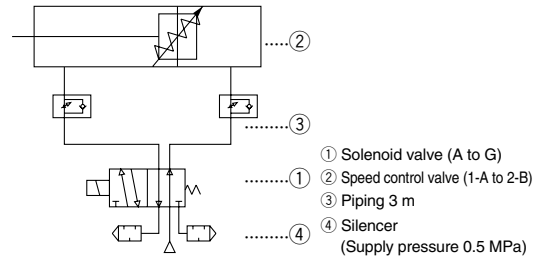 ......②
........③
① Solenoid valve (A to G)
........① ② Speed control valve (1-A to 2-B)
③ Piping 3 m
........④ ④ Silencer
(Supply pressure 0.5 MPa)